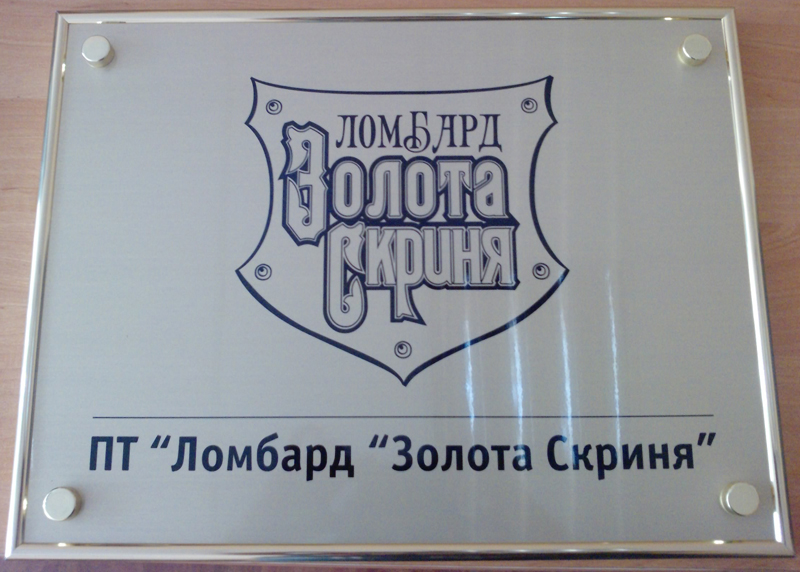 ЛОМБАРД
Золота
Скриня
ПТ “Ломбард “Золота Скриня”